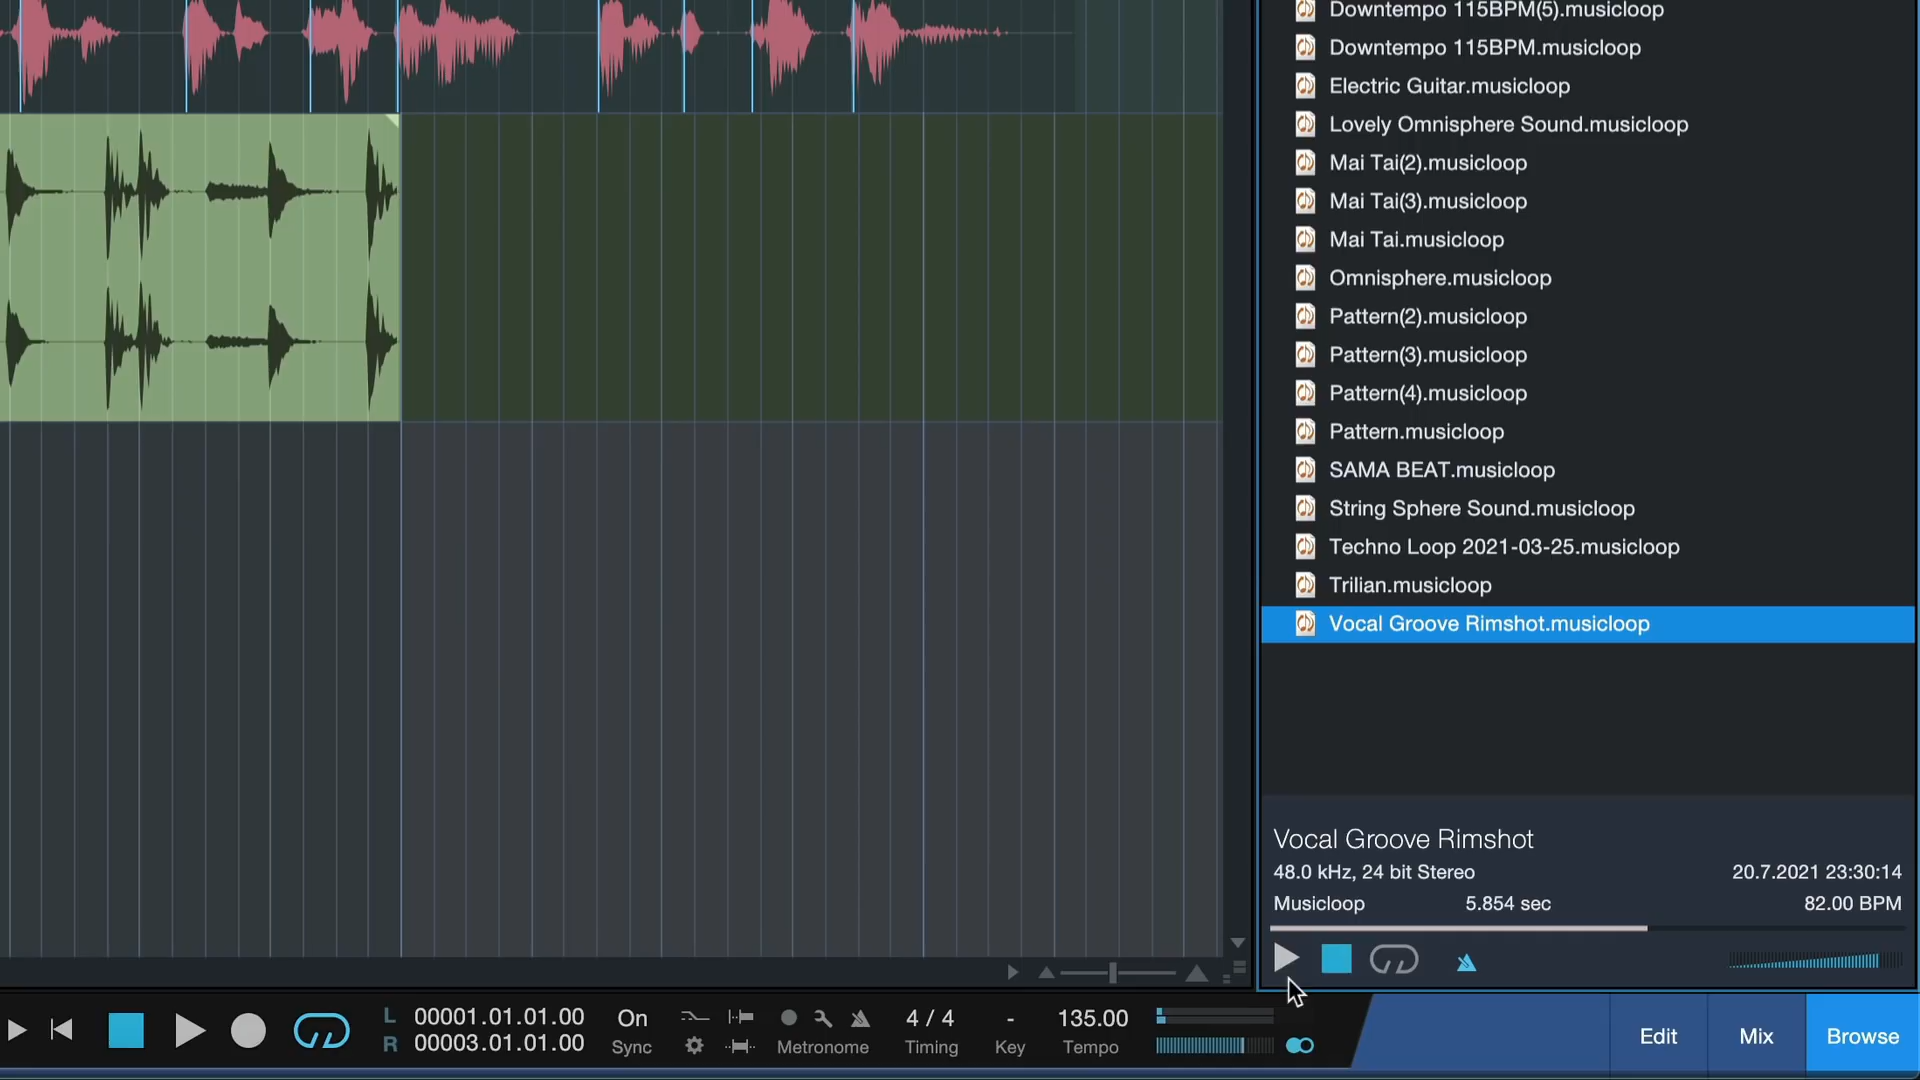 Downtempo 115BPM(5).musicloop
Downtempo 115BPM.musicloop
Electric Guitar.musicloop
Lovely Omnisphere Sound.musicloop
Mai Tai(2).musicloop
Mai Tai(3).musicloop
Mai Tai.musicloop
Omnisphere.musicloop
Pattern(2).musicloop
Pattern(3).musicloop
Pattern(4).musicloop
Pattern.musicloop
SAMA BEAT.musicloop
String Sphere Sound.musicloop
Techno Loop 2021-03-25.musicloop
Trilian.musicloop
Vocal Groove Rimshot.musicloop
Vocal Groove Rimshot
48.0 kHz, 24 bit Stereo 20.7.2021 23:30:14
Musicloop 5.854 sec 82.00 BPM
L 00001.01.01.00 On 4 / 4 - 135.00
R 00003.01.01.00 Sync Metronome Timing Key Tempo
Edit Mix Browse